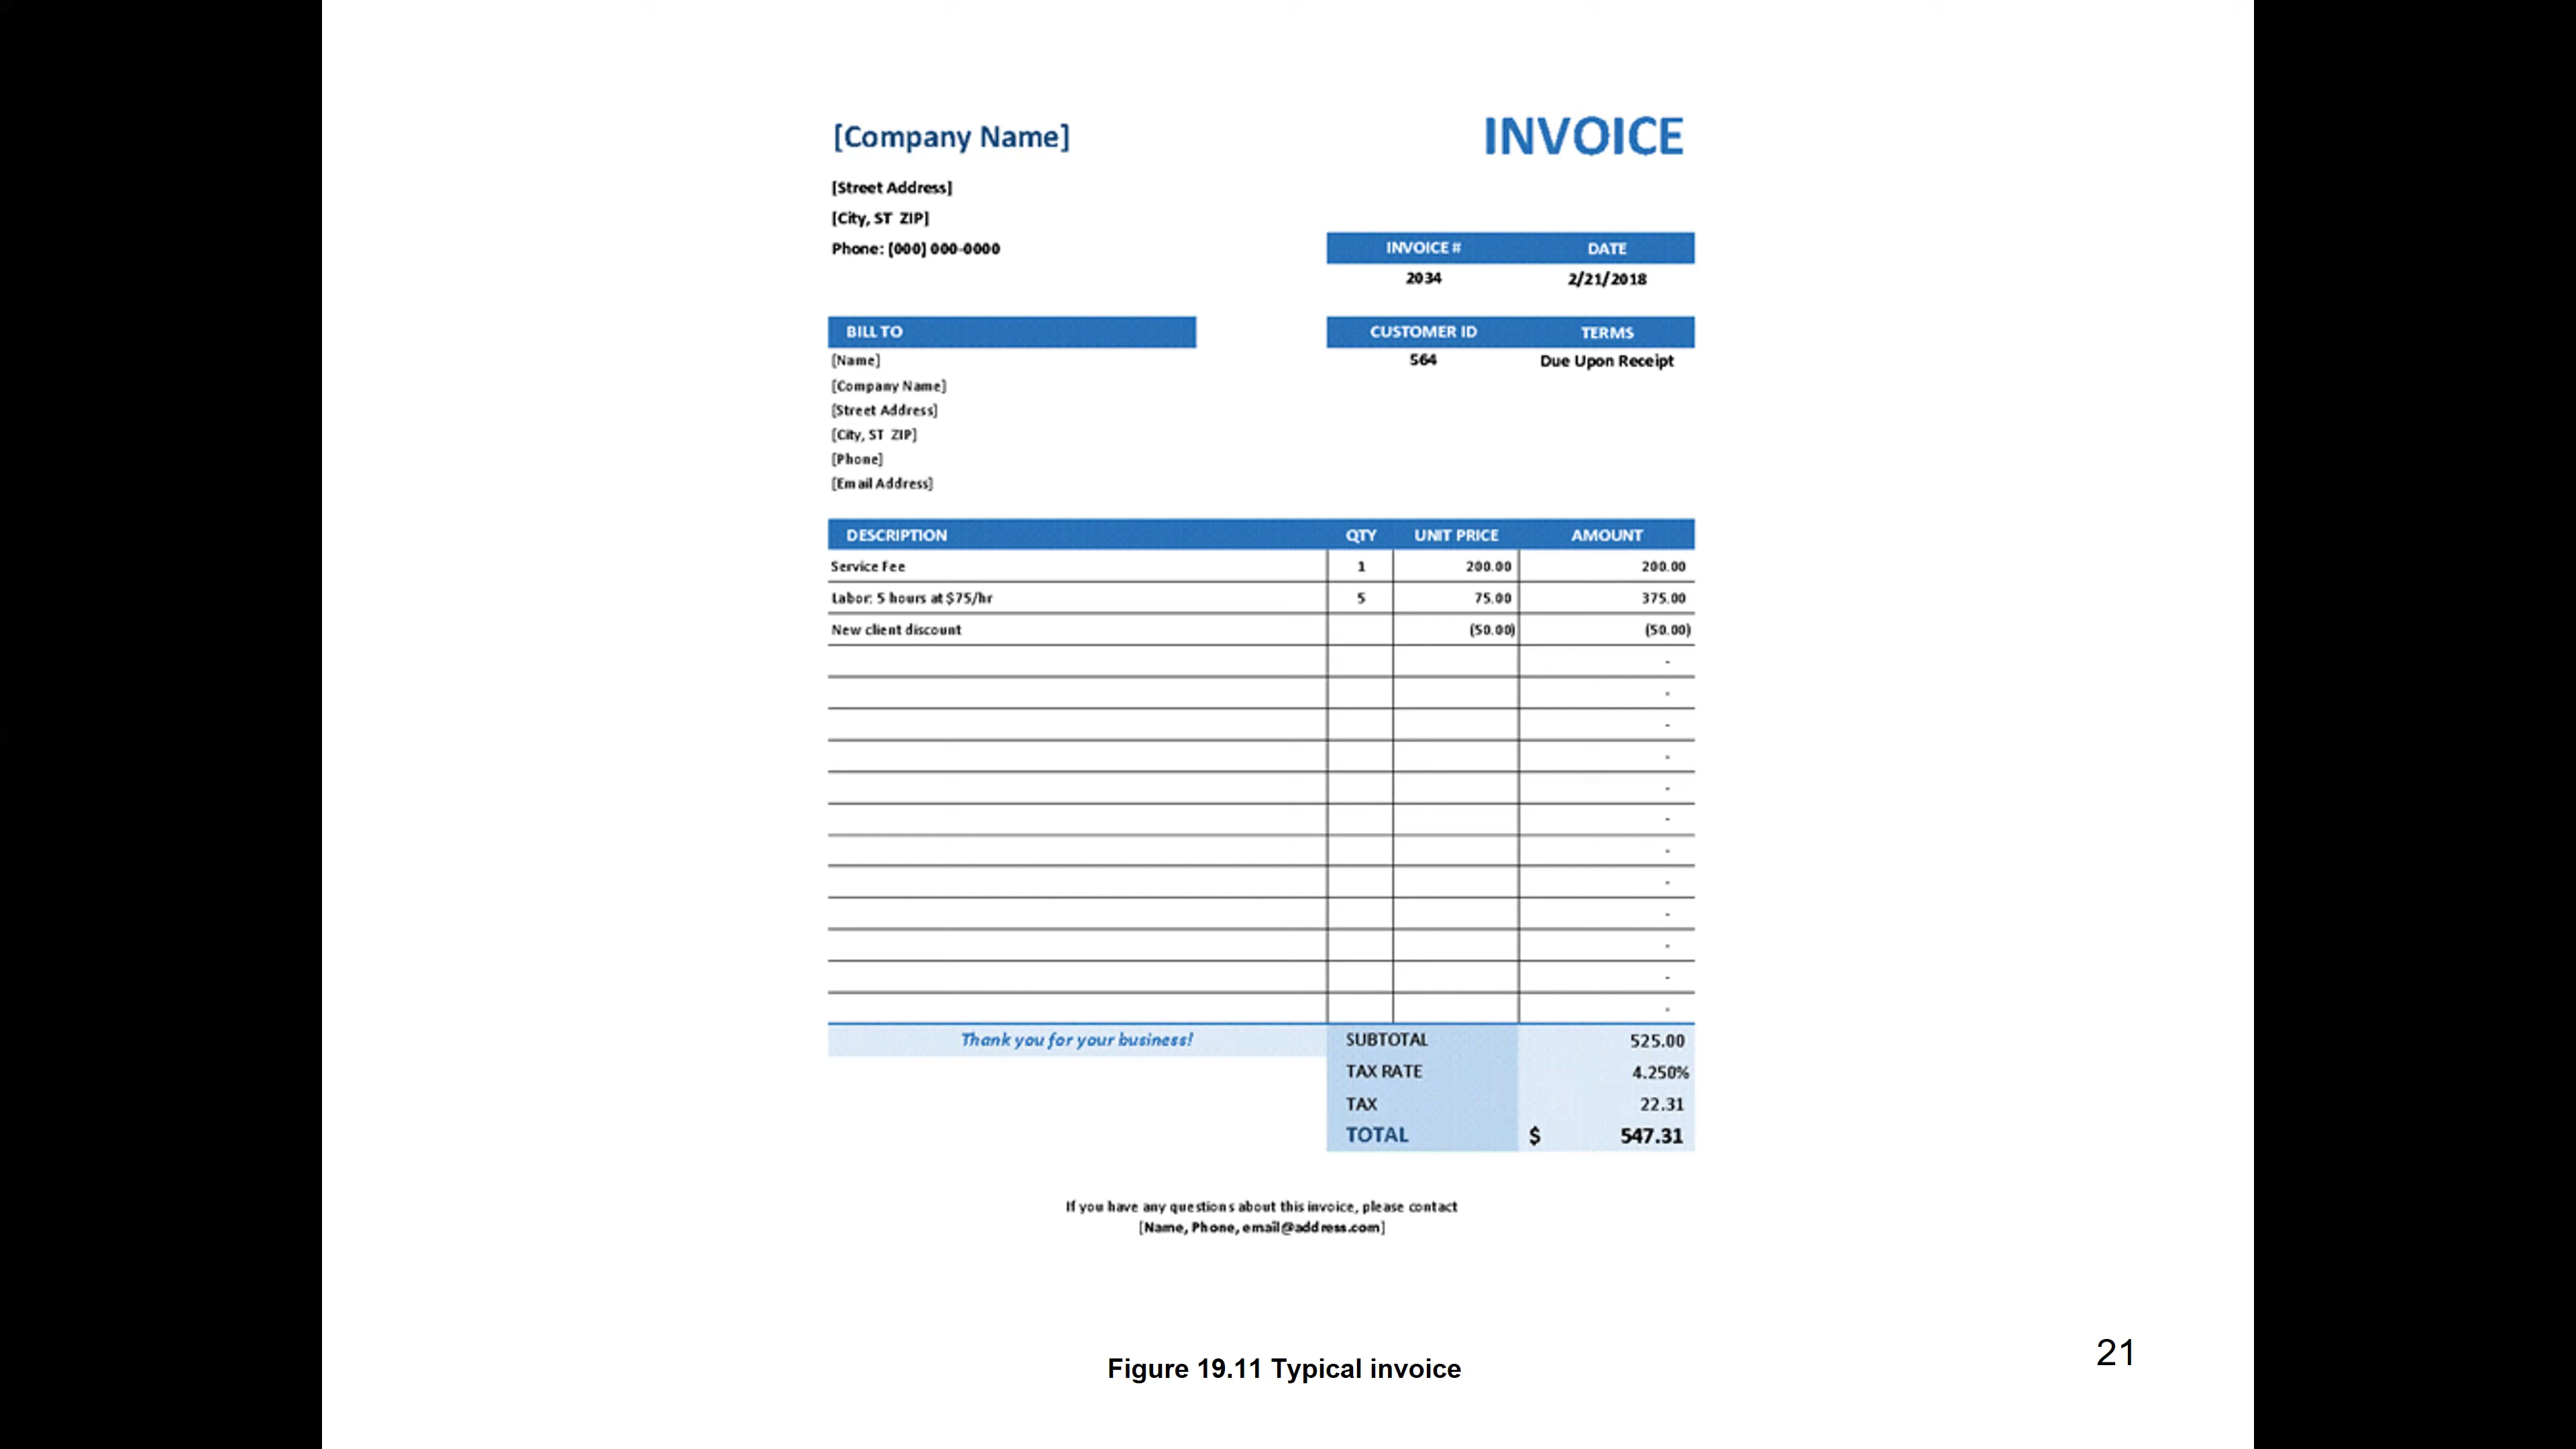 [Company Name]
INVOICE
[Street Address]
[City, ST ZIP]
Phone: (000) 000-0000
INVOICE # DATE
2034 2/21/2018
BILL TO
CUSTOMER ID TERMS
564 Due Upon Receipt
[Name]
[Company Name]
[Street Address]
[City, ST ZIP]
[Phone]
[Email Address]
DESCRIPTION QTY UNIT PRICE AMOUNT
Service Fee 1 200.00 200.00
Labor: 5 hours at $75/hr 5 75.00 375.00
New client discount (50.00) (50.00)
-
-
-
-
-
-
-
-
-
-
-
-
Thank you for your business!
SUBTOTAL 525.00
TAX RATE 4.250%
TAX 22.31
TOTAL $ 547.31
If you have any questions about this invoice, please contact
[Name, Phone, email@address.com]
Figure 19.11 Typical invoice
21